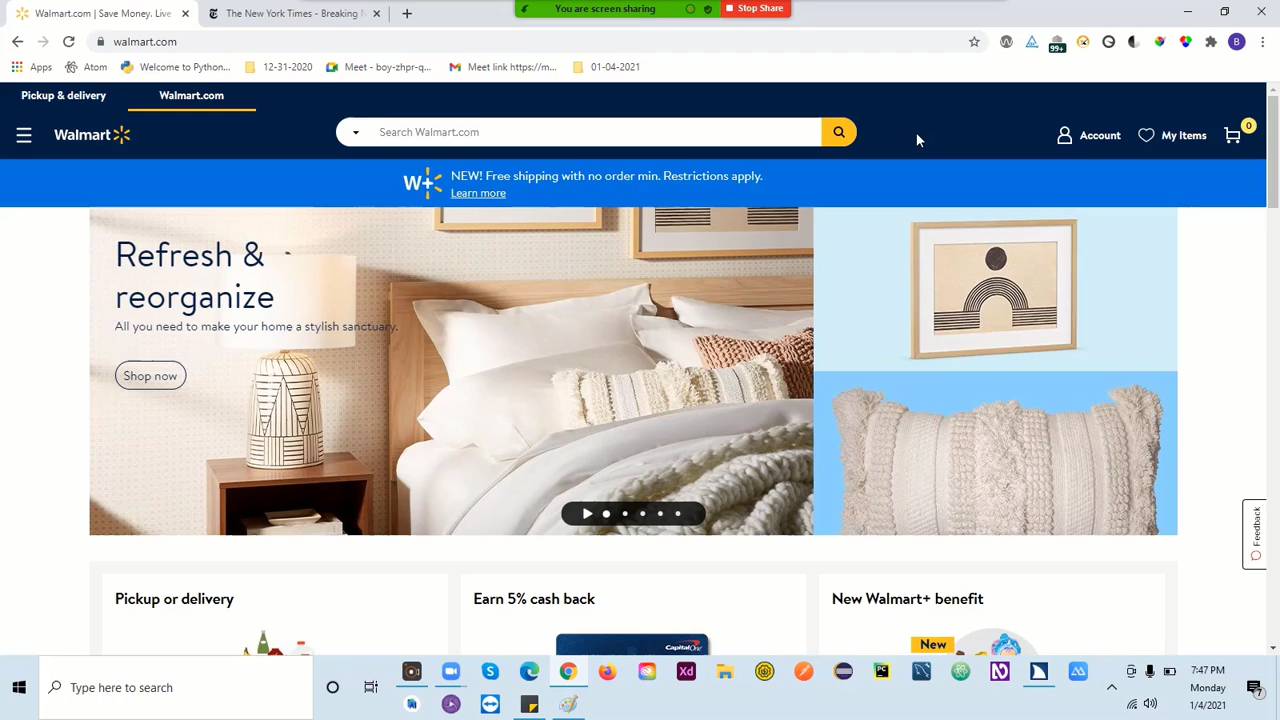 Walmart.com | Save Money. Live
The New York Times - Breaking N
You are screen sharing
Stop Share
walmart.com
99+
B
Apps
Atom
Welcome to Python...
12-31-2020
Meet - boy-zhpr-q...
Meet link https://m...
01-04-2021
Pickup & delivery
Walmart.com
Walmart
Search Walmart.com
Account
My Items
0
W+
NEW! Free shipping with no order min. Restrictions apply.
Learn more
Refresh &
reorganize
All you need to make your home a stylish sanctuary.
Shop now
Feedback
Pickup or delivery
Earn 5% cash back
New Walmart+ benefit
Capital One
New
Type here to search
Xd
PC
7:47 PM
Monday
1/4/2021
7